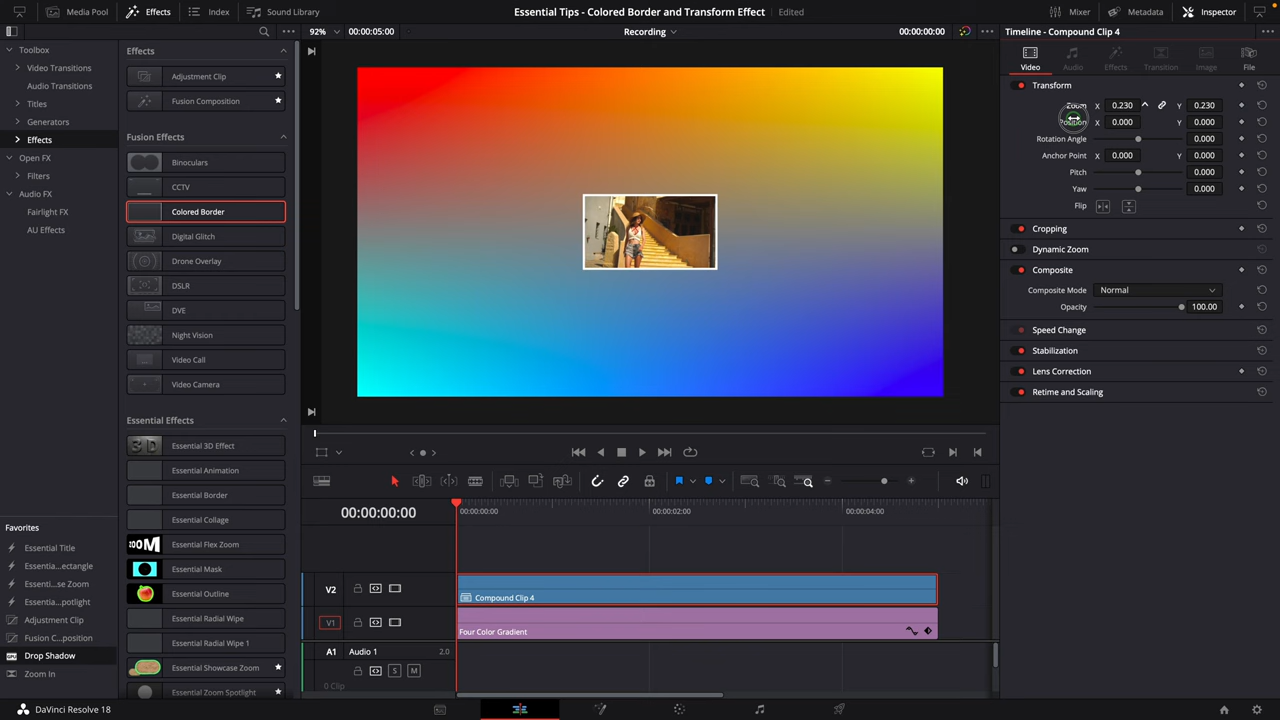 Media Pool
Effects
Index
Sound Library
Essential Tips - Colored Border and Transform Effect
Edited
Mixer
Metadata
Inspector
92%
00:00:05:00
Recording
00:00:00:00
Timeline - Compound Clip 4
Toolbox
Video Transitions
Audio Transitions
Titles
Generators
Effects
Open FX
Filters
Audio FX
Fairlight FX
AU Effects
Effects
Adjustment Clip
Fusion Composition
Fusion Effects
Binoculars
CCTV
Colored Border
Digital Glitch
Drone Overlay
DSLR
DVE
Night Vision
Video Call
Video Camera
Essential Effects
Essential 3D Effect
Essential Animation
Essential Border
Essential Collage
Essential Flex Zoom
Essential Mask
Essential Outline
Essential Radial Wipe
Essential Radial Wipe 1
Essential Showcase Zoom
Essential Zoom Spotlight
Favorites
Essential Title
Essential ...ectangle
Essenti...se Zoom
Essentia...potlight
Adjustment Clip
Fusion C...position
Drop Shadow
Zoom In
Video
Audio
Effects
Transition
Image
File
Transform
Zoom X 0.230 Y 0.230
Position X 0.000 Y 0.000
Rotation Angle 0.000
Anchor Point X 0.000 Y 0.000
Pitch 0.000
Yaw 0.000
Flip
Cropping
Dynamic Zoom
Composite
Composite Mode Normal
Opacity 100.00
Speed Change
Stabilization
Lens Correction
Retime and Scaling
00:00:00:00
00:00:00:00
00:00:02:00
00:00:04:00
V2
Compound Clip 4
V1
Four Color Gradient
A1 Audio 1 2.0
S M
0 Clip
DaVinci Resolve 18